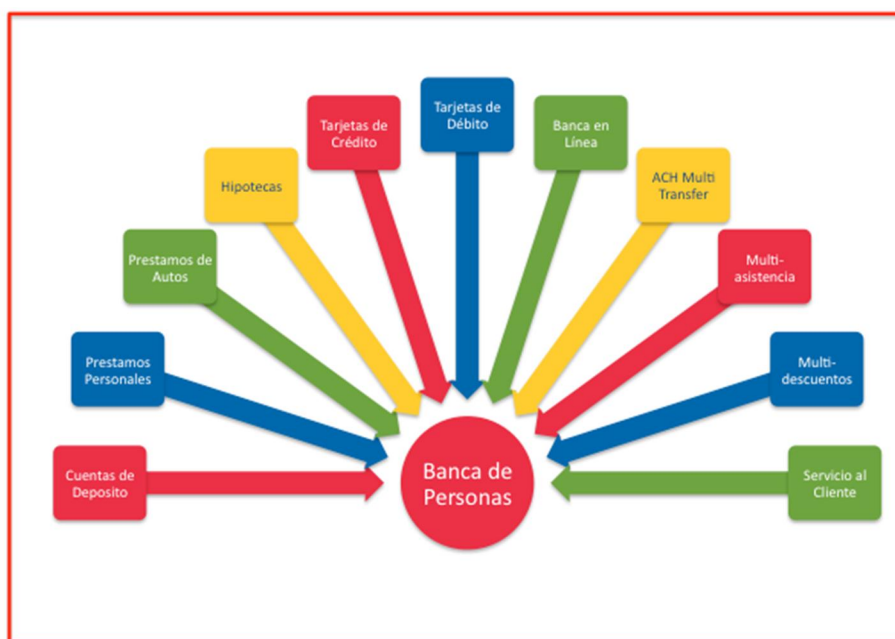 Tarjetas de
Débito
Tarjetas de
Crédito
Banca en
Línea
Hipotecas
ACH Multi
Transfer
Prestamos de
Autos
Multi-
asistencia
Prestamos
Personales
Multi-
descuentos
Cuentas de
Deposito
Banca de
Personas
Servicio al
Cliente